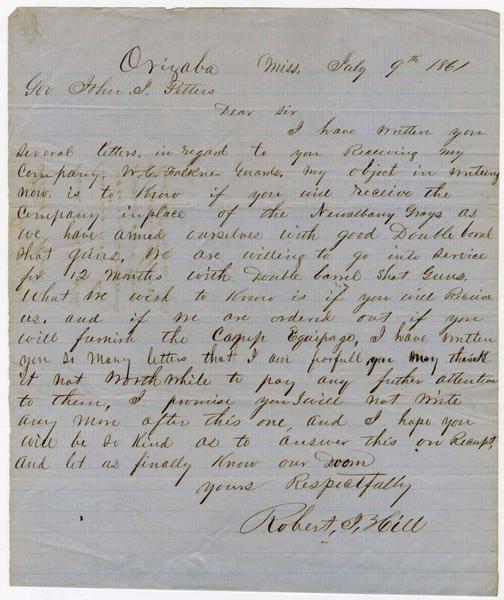 Orizaba Miss. July 9th 1861
Gov John. J. Pettus
Dear sir
I have written you
several letters. in regard to you Receiving my
Company, W. C. Falkner Guards. my object in writing
now. is to Know if you will receive the
Company inplace of the Newalbany Grays as
we have armed ourselves with good Double barel
shot guns. We are willing to go into service
for 12 Months with Double barrel Shot Guns.
What we wish to Know is if you will Receive
us. and if we are ordered out if you
will furnish the Camp Equipage. I have written
you so many letters that I am you may think
it not worth while to pay any futher attention
to them, I promise you I will not write
any more after this one, and I hope you
will be so Kind as to answer this on Recept.
and let us finally Know our Doom
yours Respectfully
Robert, J, Hill